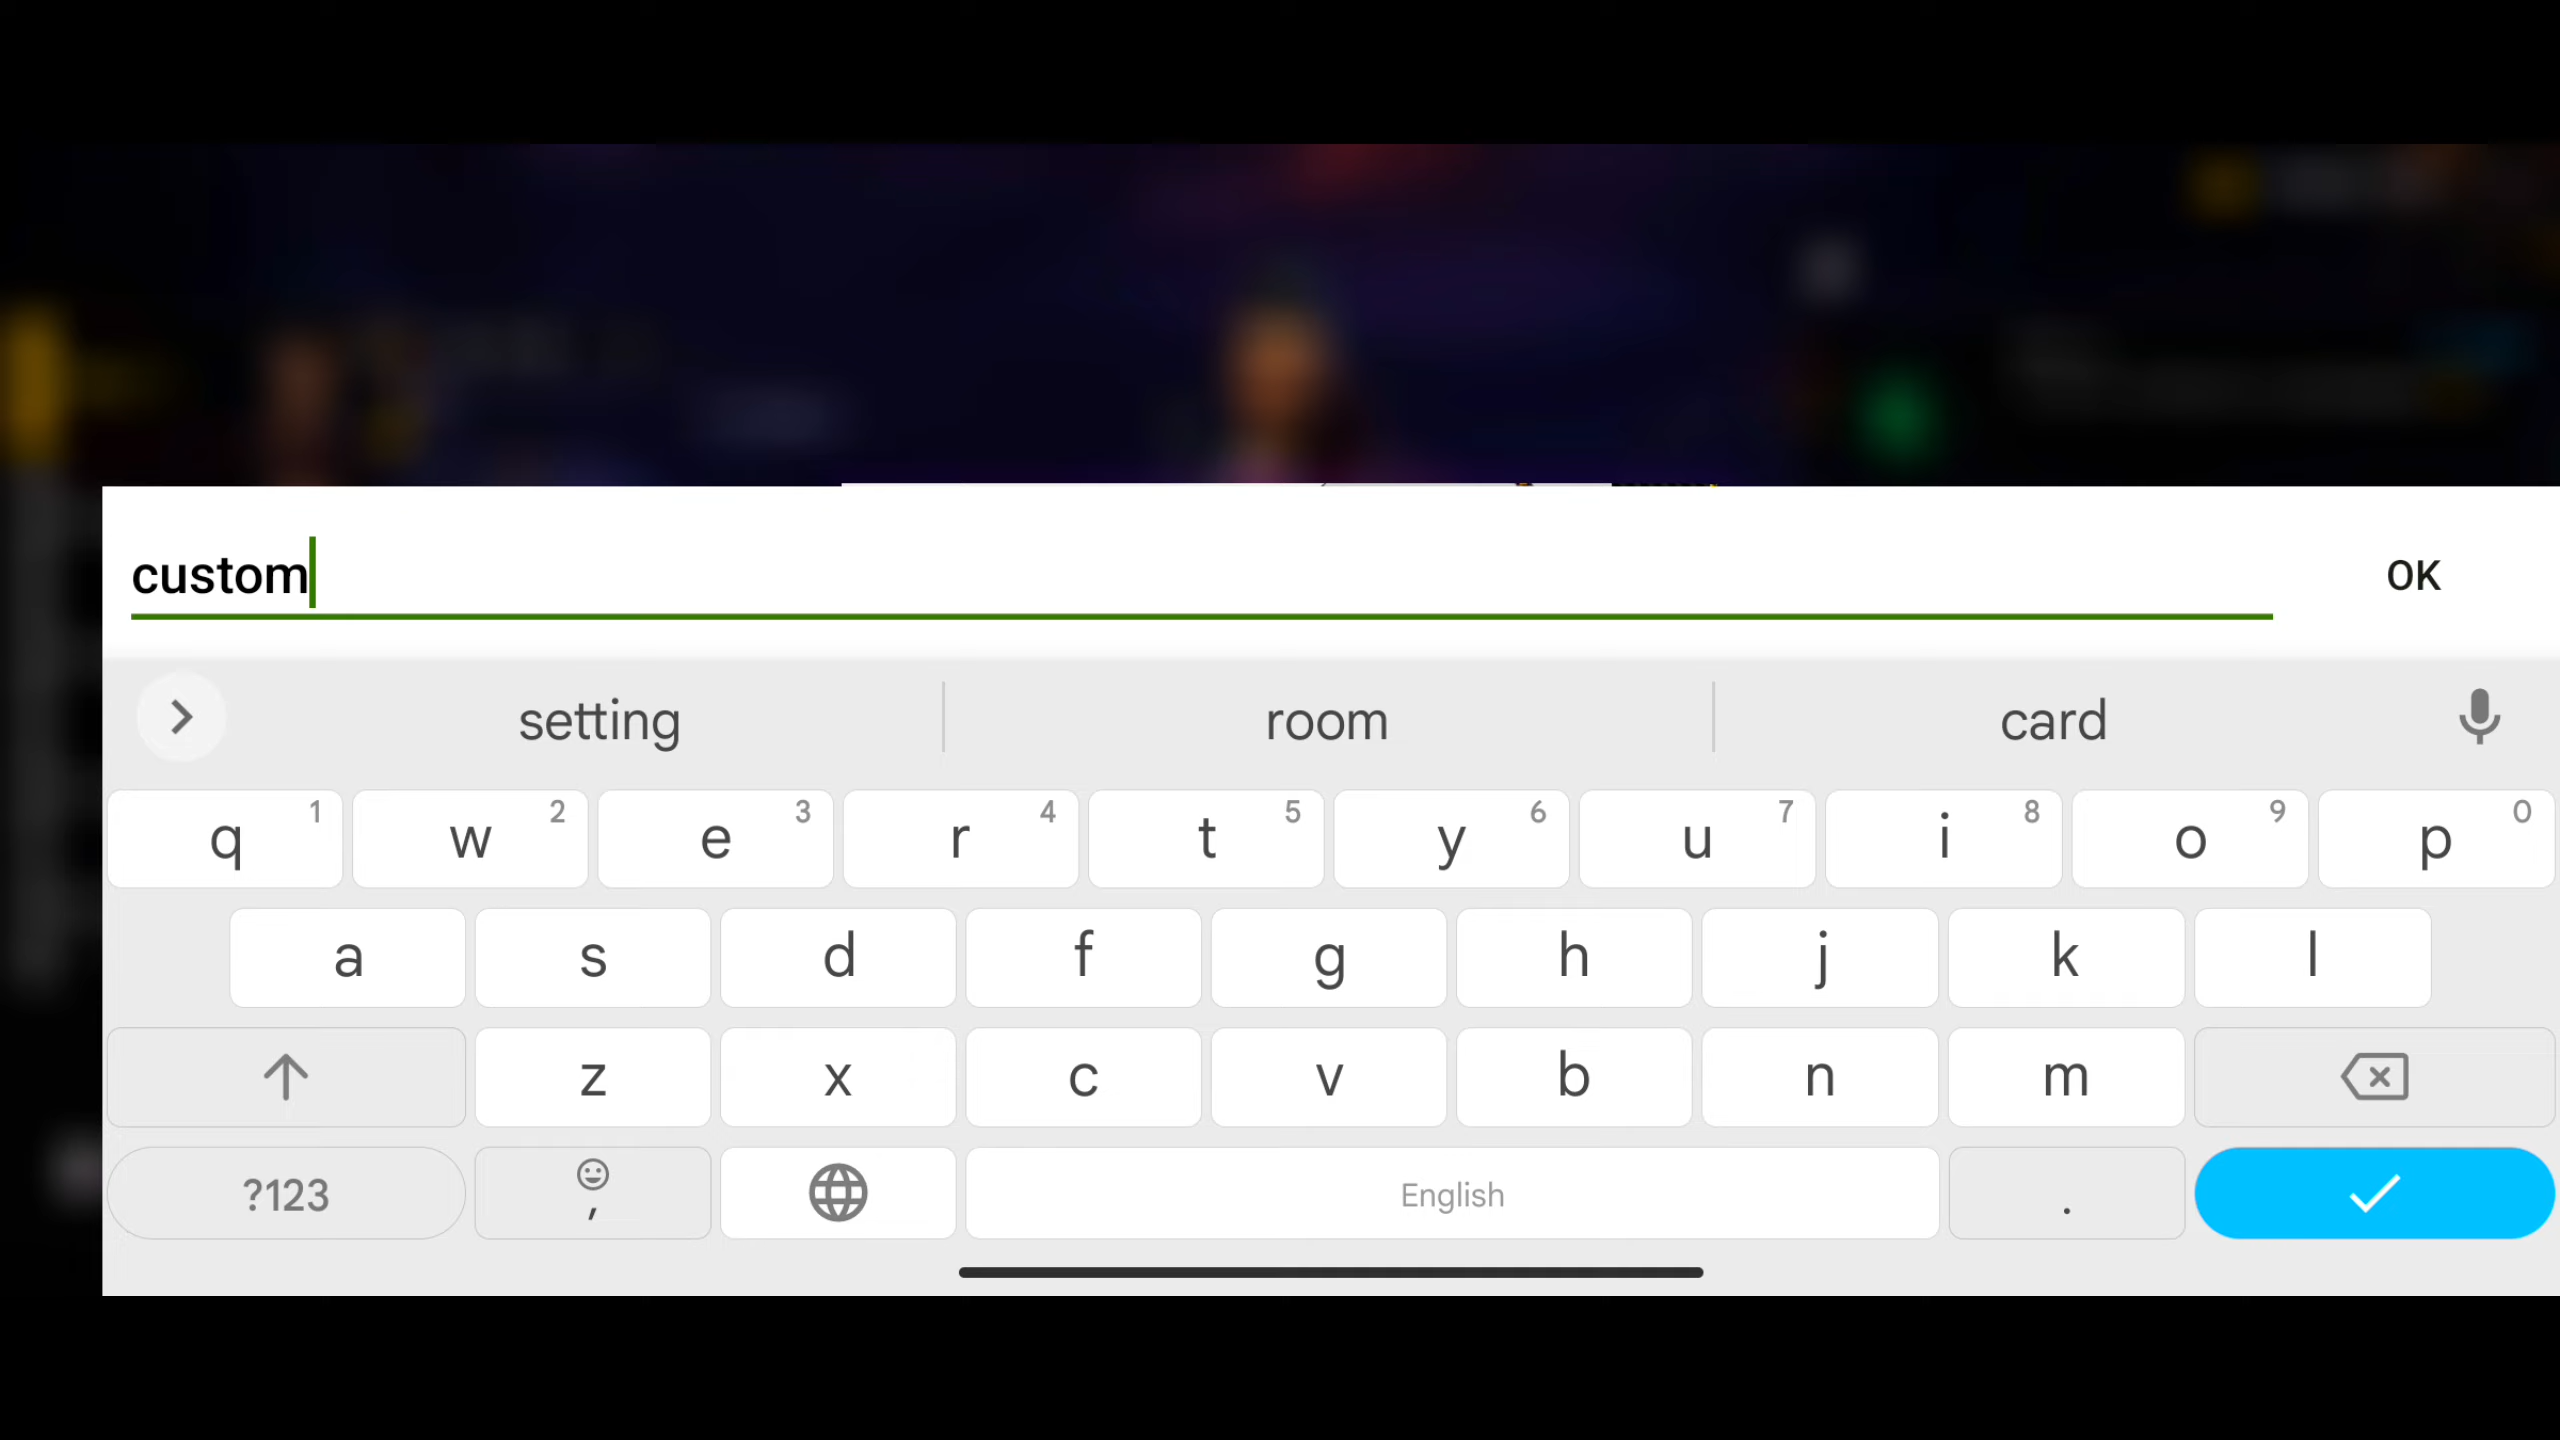 custom
OK
setting room card
q 1 w 2 e 3 r 4 t 5 y 6 u 7 i 8 o 9 p 0
a s d f g h j k l
z x c v b n m
?123 , English .